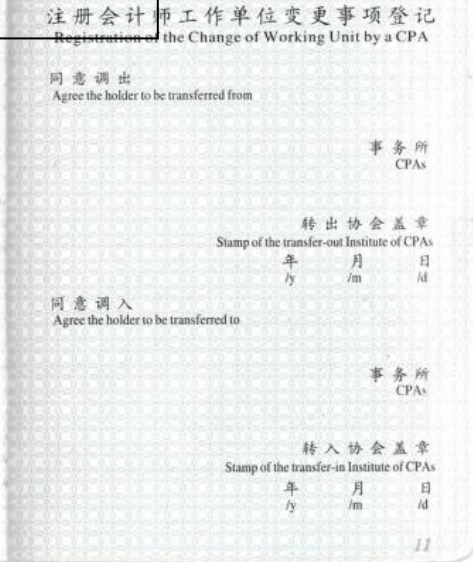 注册会计师工作单位变更事项登记
Registration of the Change of Working Unit by a CPA
同意调出
Agree the holder to be transferred from
事务所
CPAs
转出协会盖章
Stamp of the transfer-out Institute of CPAs
年 月 日
/y /m /d
同意调入
Agree the holder to be transferred to
事务所
CPAs
转入协会盖章
Stamp of the transfer-in Institute of CPAs
年 月 日
/y /m /d
11